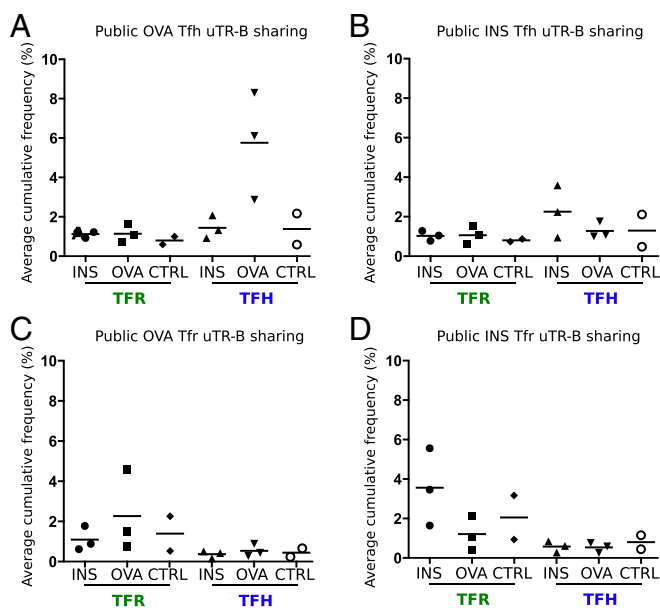 A
Public OVA Tfh uTR-B sharing
Average cumulative frequency (%)
10
8
6
4
2
0
INS OVA CTRL INS OVA CTRL
TFR TFH
B
Public INS Tfh uTR-B sharing
Average cumulative frequency (%)
10
8
6
4
2
0
INS OVA CTRL INS OVA CTRL
TFR TFH
C
Public OVA Tfr uTR-B sharing
Average cumulative frequency (%)
10
8
6
4
2
0
INS OVA CTRL INS OVA CTRL
TFR TFH
D
Public INS Tfr uTR-B sharing
Average cumulative frequency (%)
10
8
6
4
2
0
INS OVA CTRL INS OVA CTRL
TFR TFH